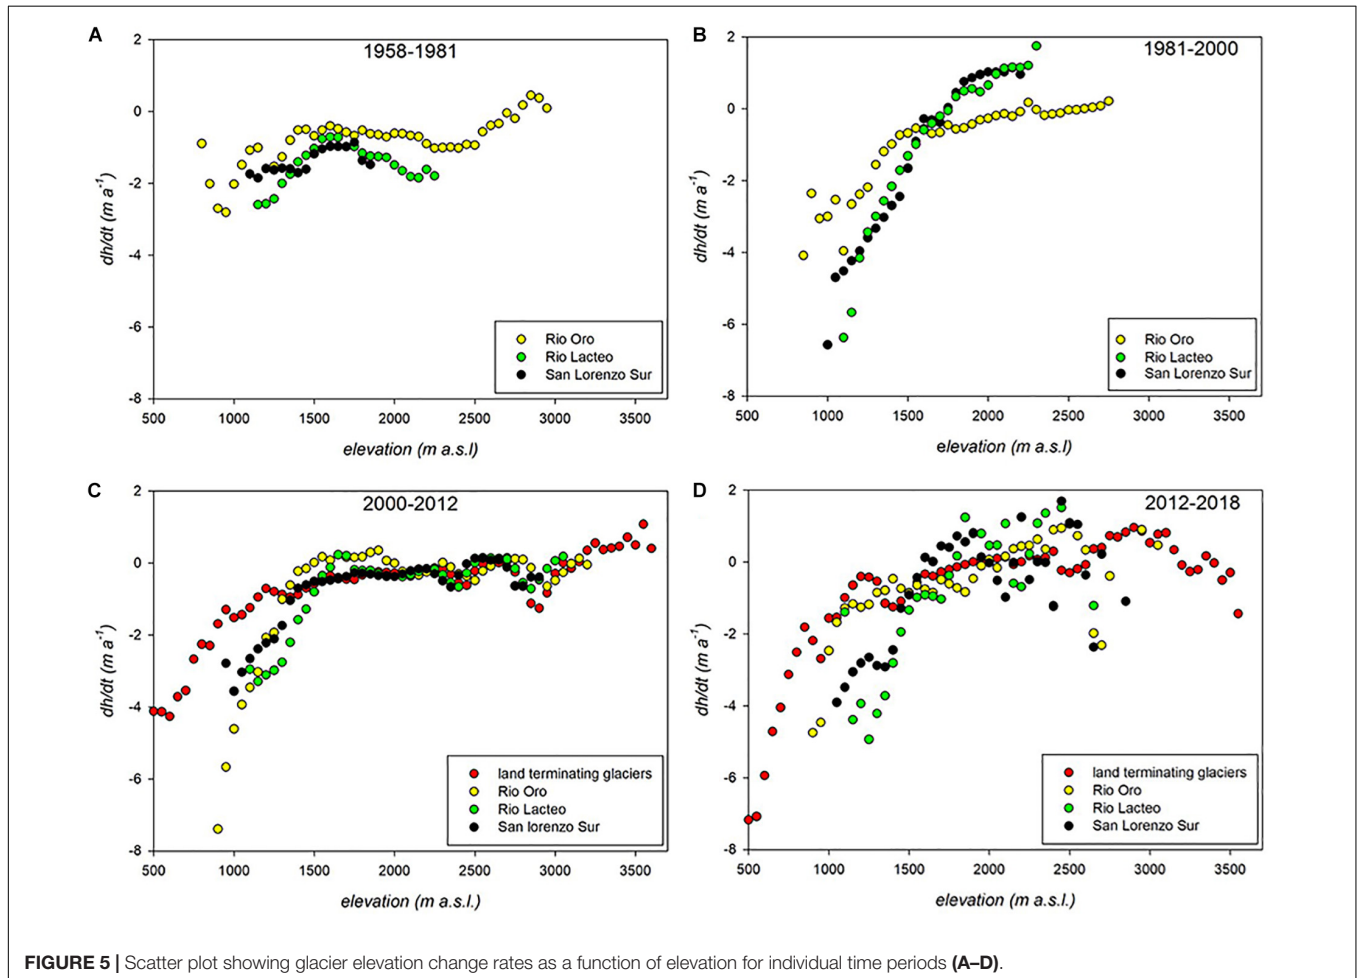 A
1958-1981
2
0
-2
-4
-6
-8
dh/dt (m a-1)
500 1000 1500 2000 2500 3000 3500
elevation (m a.s.l)
Rio Oro
Rio Lacteo
San Lorenzo Sur
B
1981-2000
2
0
-2
-4
-6
-8
dh/dt (m a-1)
500 1000 1500 2000 2500 3000 3500
elevation (m a.s.l)
Rio Oro
Rio Lacteo
San Lorenzo Sur
C
2000-2012
2
0
-2
-4
-6
-8
dh/dt (m a-1)
500 1000 1500 2000 2500 3000 3500
elevation (m a.s.l.)
land terminating glaciers
Rio Oro
Rio Lacteo
San lorenzo Sur
D
2012-2018
2
0
-2
-4
-6
-8
dh/dt (m a-1)
500 1000 1500 2000 2500 3000 3500
elevation (m a.s.l.)
land terminating glaciers
Rio Oro
Rio Lacteo
San Lorenzo Sur
FIGURE 5 | Scatter plot showing glacier elevation change rates as a function of elevation for individual time periods (A–D).